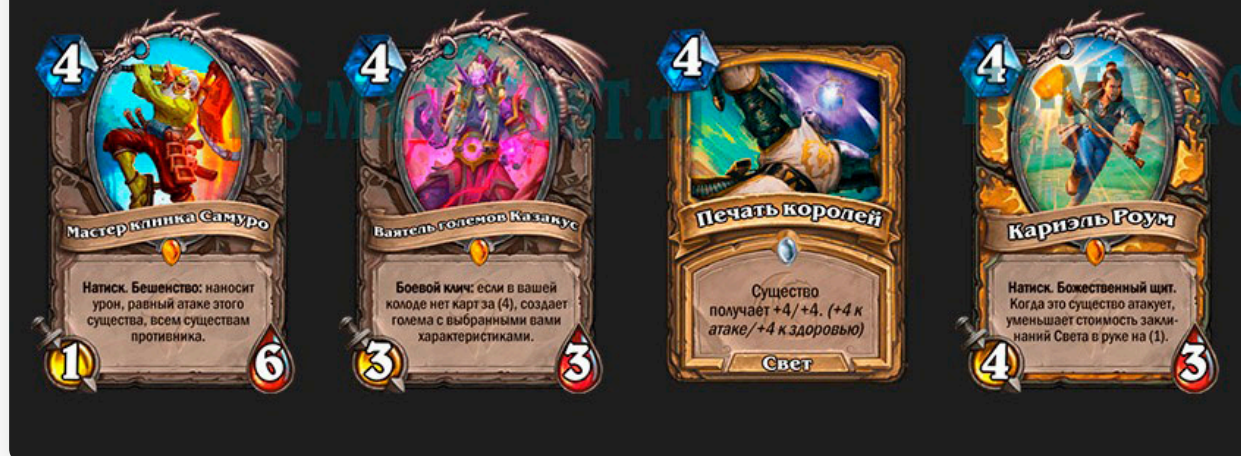 4
Мастер клинка Самуро
Натиск. Бешенство: наносит
урон, равный атаке этого
существа, всем существам
противника.
1
6
4
Ваятель големов Казакус
Боевой клич: если в вашей
колоде нет карт за (4), создает
голема с выбранными вами
характеристиками.
3
3
4
Печать королей
Существо
получает +4/+4. (+4 к
атаке/+4 к здоровью)
Свет
4
Кариэль Роум
Натиск. Божественный щит.
Когда это существо атакует,
уменьшает стоимость закли-
наний Света в руке на (1).
4
3